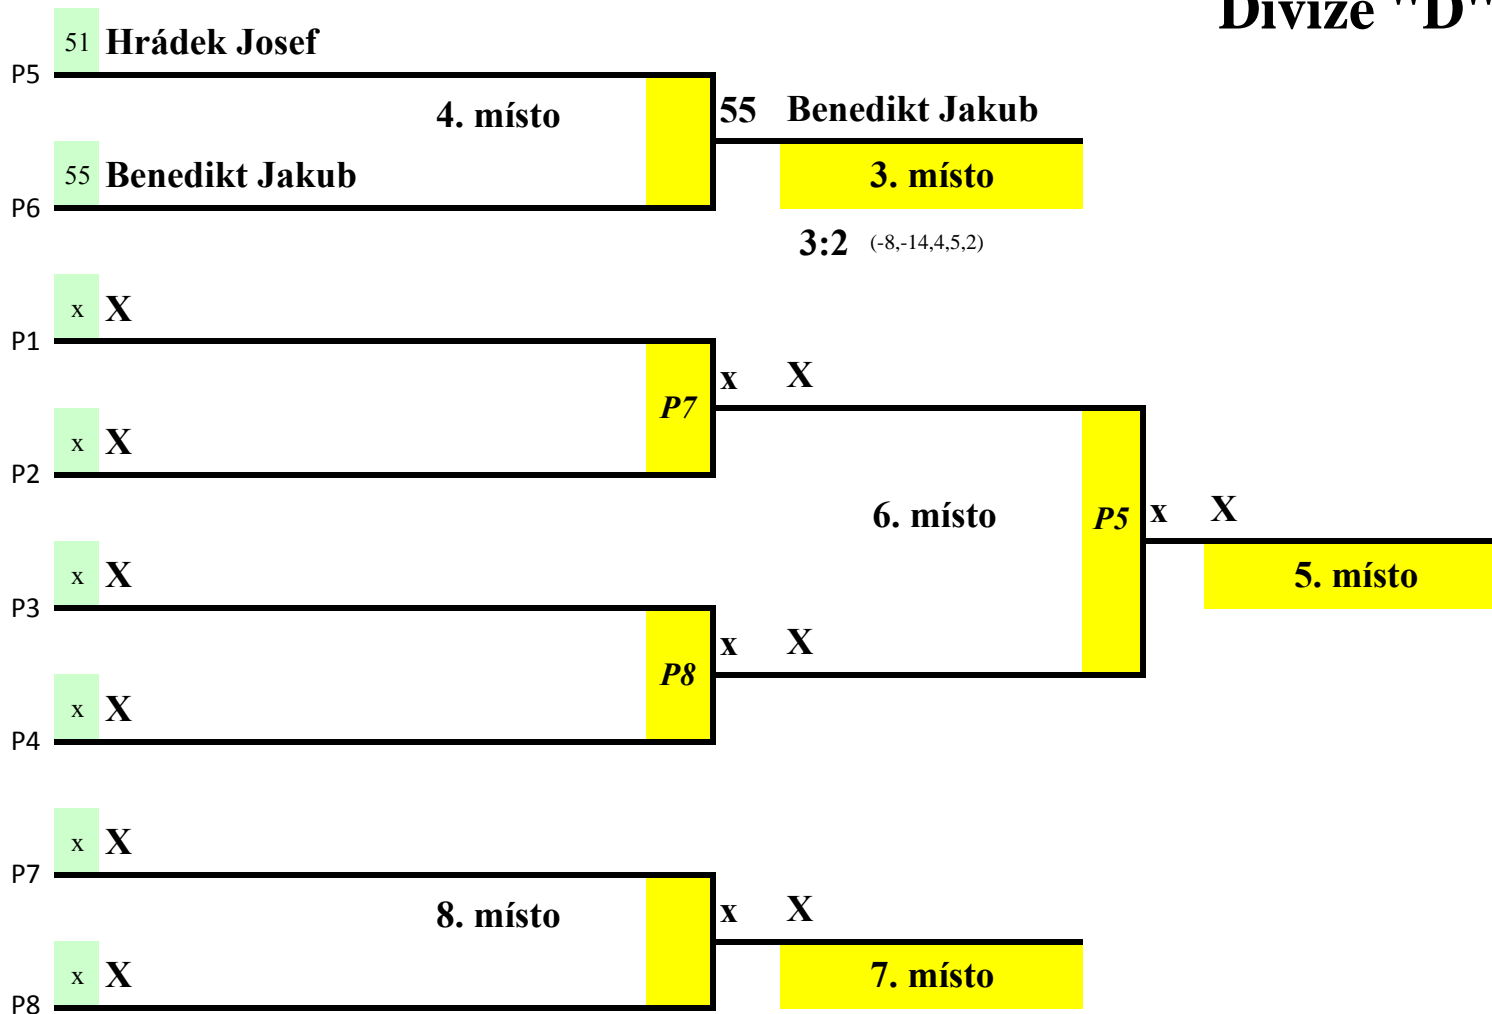 Divize "D"
51 Hrádek Josef
P5
4. místo
55 Benedikt Jakub
55 Benedikt Jakub
P6
3. místo
3:2 (-8,-14,4,5,2)
x X
P1
x X
P7
x X
P2
6. místo
P5
x X
5. místo
x X
P3
x X
P8
x X
P4
x X
P7
8. místo
x X
x X
P8
7. místo